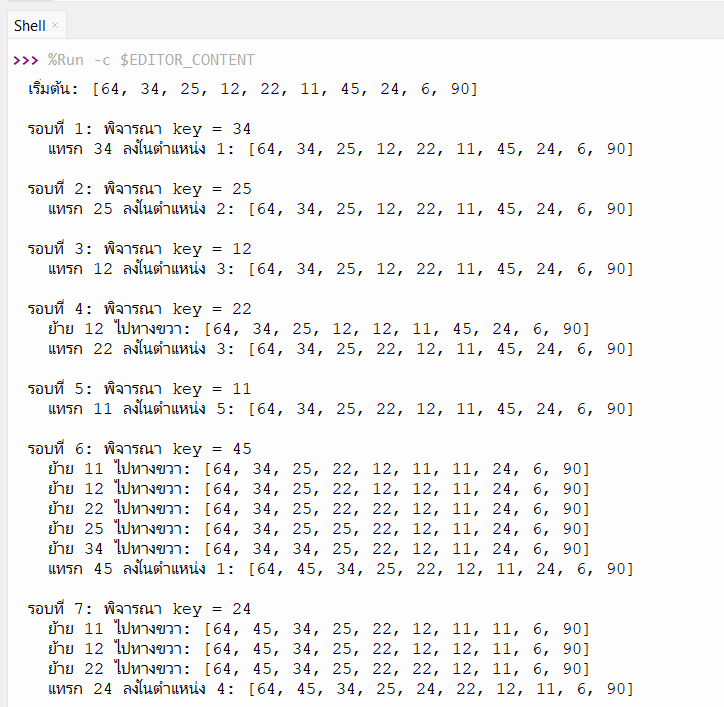 Shell ×
>>> %Run -c $EDITOR_CONTENT
เริ่มต้น: [64, 34, 25, 12, 22, 11, 45, 24, 6, 90]
รอบที่ 1: พิจารณา key = 34
แทรก 34 ลงในตำแหน่ง 1: [64, 34, 25, 12, 22, 11, 45, 24, 6, 90]
รอบที่ 2: พิจารณา key = 25
แทรก 25 ลงในตำแหน่ง 2: [64, 34, 25, 12, 22, 11, 45, 24, 6, 90]
รอบที่ 3: พิจารณา key = 12
แทรก 12 ลงในตำแหน่ง 3: [64, 34, 25, 12, 22, 11, 45, 24, 6, 90]
รอบที่ 4: พิจารณา key = 22
ย้าย 12 ไปทางขวา: [64, 34, 25, 12, 12, 11, 45, 24, 6, 90]
แทรก 22 ลงในตำแหน่ง 3: [64, 34, 25, 22, 12, 11, 45, 24, 6, 90]
รอบที่ 5: พิจารณา key = 11
แทรก 11 ลงในตำแหน่ง 5: [64, 34, 25, 22, 12, 11, 45, 24, 6, 90]
รอบที่ 6: พิจารณา key = 45
ย้าย 11 ไปทางขวา: [64, 34, 25, 22, 12, 11, 11, 24, 6, 90]
ย้าย 12 ไปทางขวา: [64, 34, 25, 22, 12, 12, 11, 24, 6, 90]
ย้าย 22 ไปทางขวา: [64, 34, 25, 22, 22, 12, 11, 24, 6, 90]
ย้าย 25 ไปทางขวา: [64, 34, 25, 25, 22, 12, 11, 24, 6, 90]
ย้าย 34 ไปทางขวา: [64, 34, 34, 25, 22, 12, 11, 24, 6, 90]
แทรก 45 ลงในตำแหน่ง 1: [64, 45, 34, 25, 22, 12, 11, 24, 6, 90]
รอบที่ 7: พิจารณา key = 24
ย้าย 11 ไปทางขวา: [64, 45, 34, 25, 22, 12, 11, 11, 6, 90]
ย้าย 12 ไปทางขวา: [64, 45, 34, 25, 22, 12, 12, 11, 6, 90]
ย้าย 22 ไปทางขวา: [64, 45, 34, 25, 22, 22, 12, 11, 6, 90]
แทรก 24 ลงในตำแหน่ง 4: [64, 45, 34, 25, 24, 22, 12, 11, 6, 90]